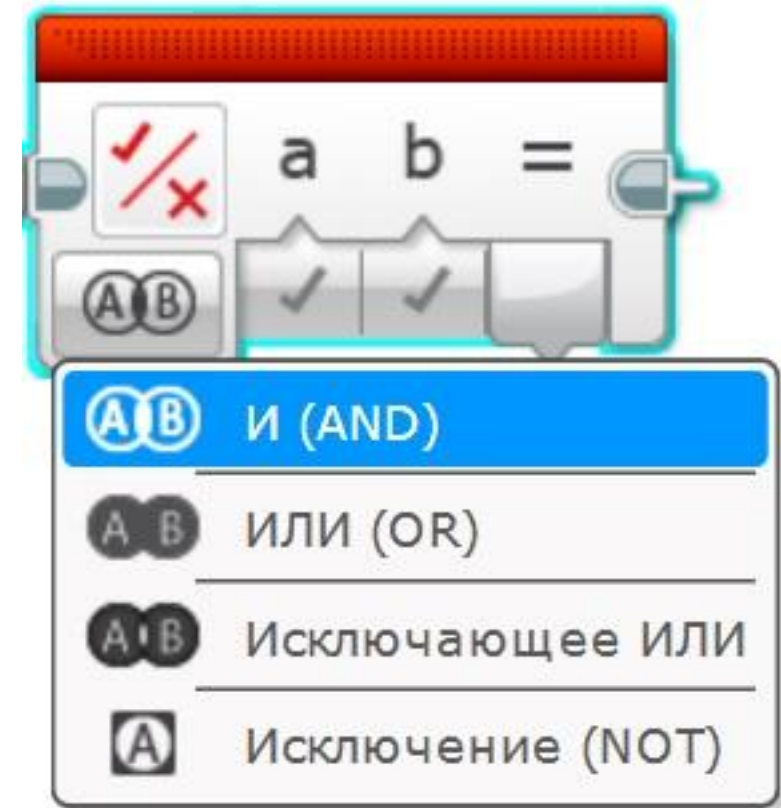 a b =
A B
A B И (AND)
A B ИЛИ (OR)
A B Исключающее ИЛИ
A Исключение (NOT)